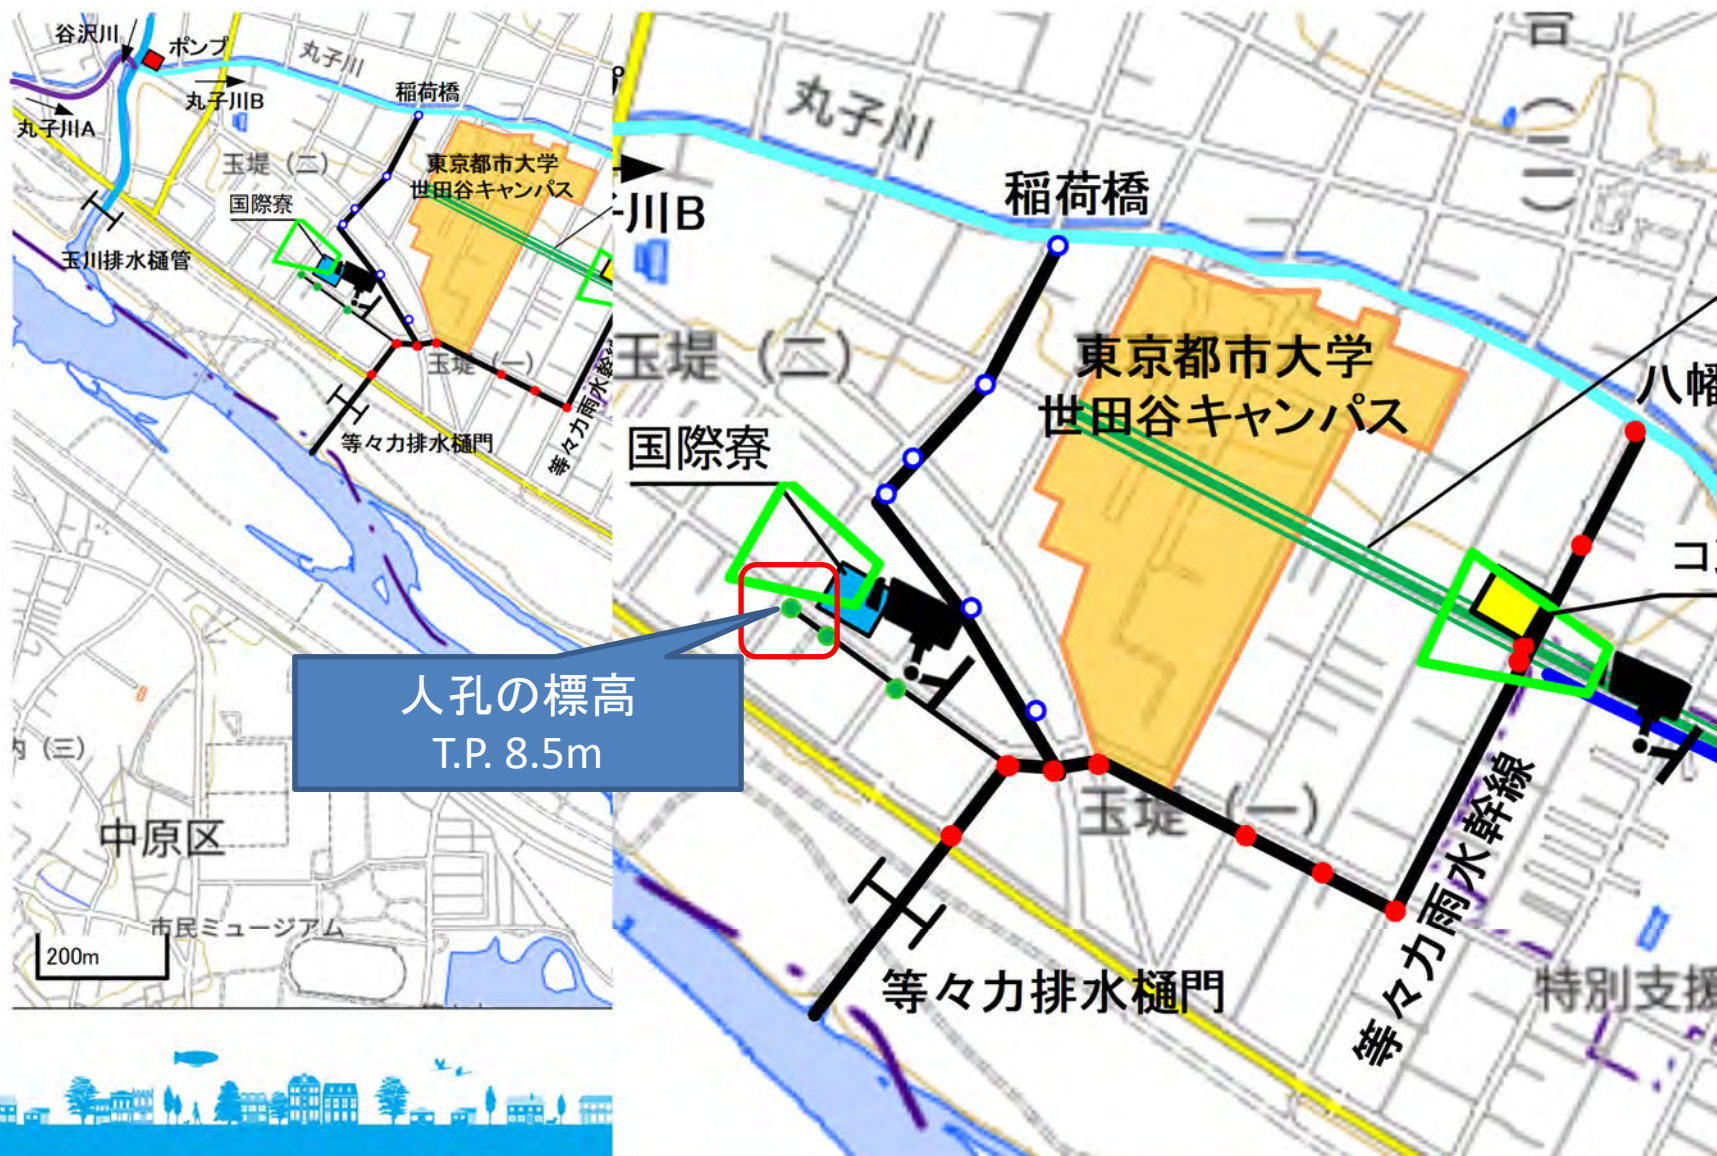 谷沢川
ポンプ
丸子川
丸子川B
丸子川A
稲荷橋
玉堤（二）
東京都市大学
世田谷キャンパス
国際寮
玉川排水樋管
玉堤（一）
等々力排水樋門
等々力雨水幹線
中原区
市民ミュージアム
200m
丸子川
稲荷橋
川B
玉堤（二）
東京都市大学
世田谷キャンパス
国際寮
八幡
人孔の標高
T.P. 8.5m
玉堤（一）
等々力雨水幹線
等々力排水樋門
特別支援